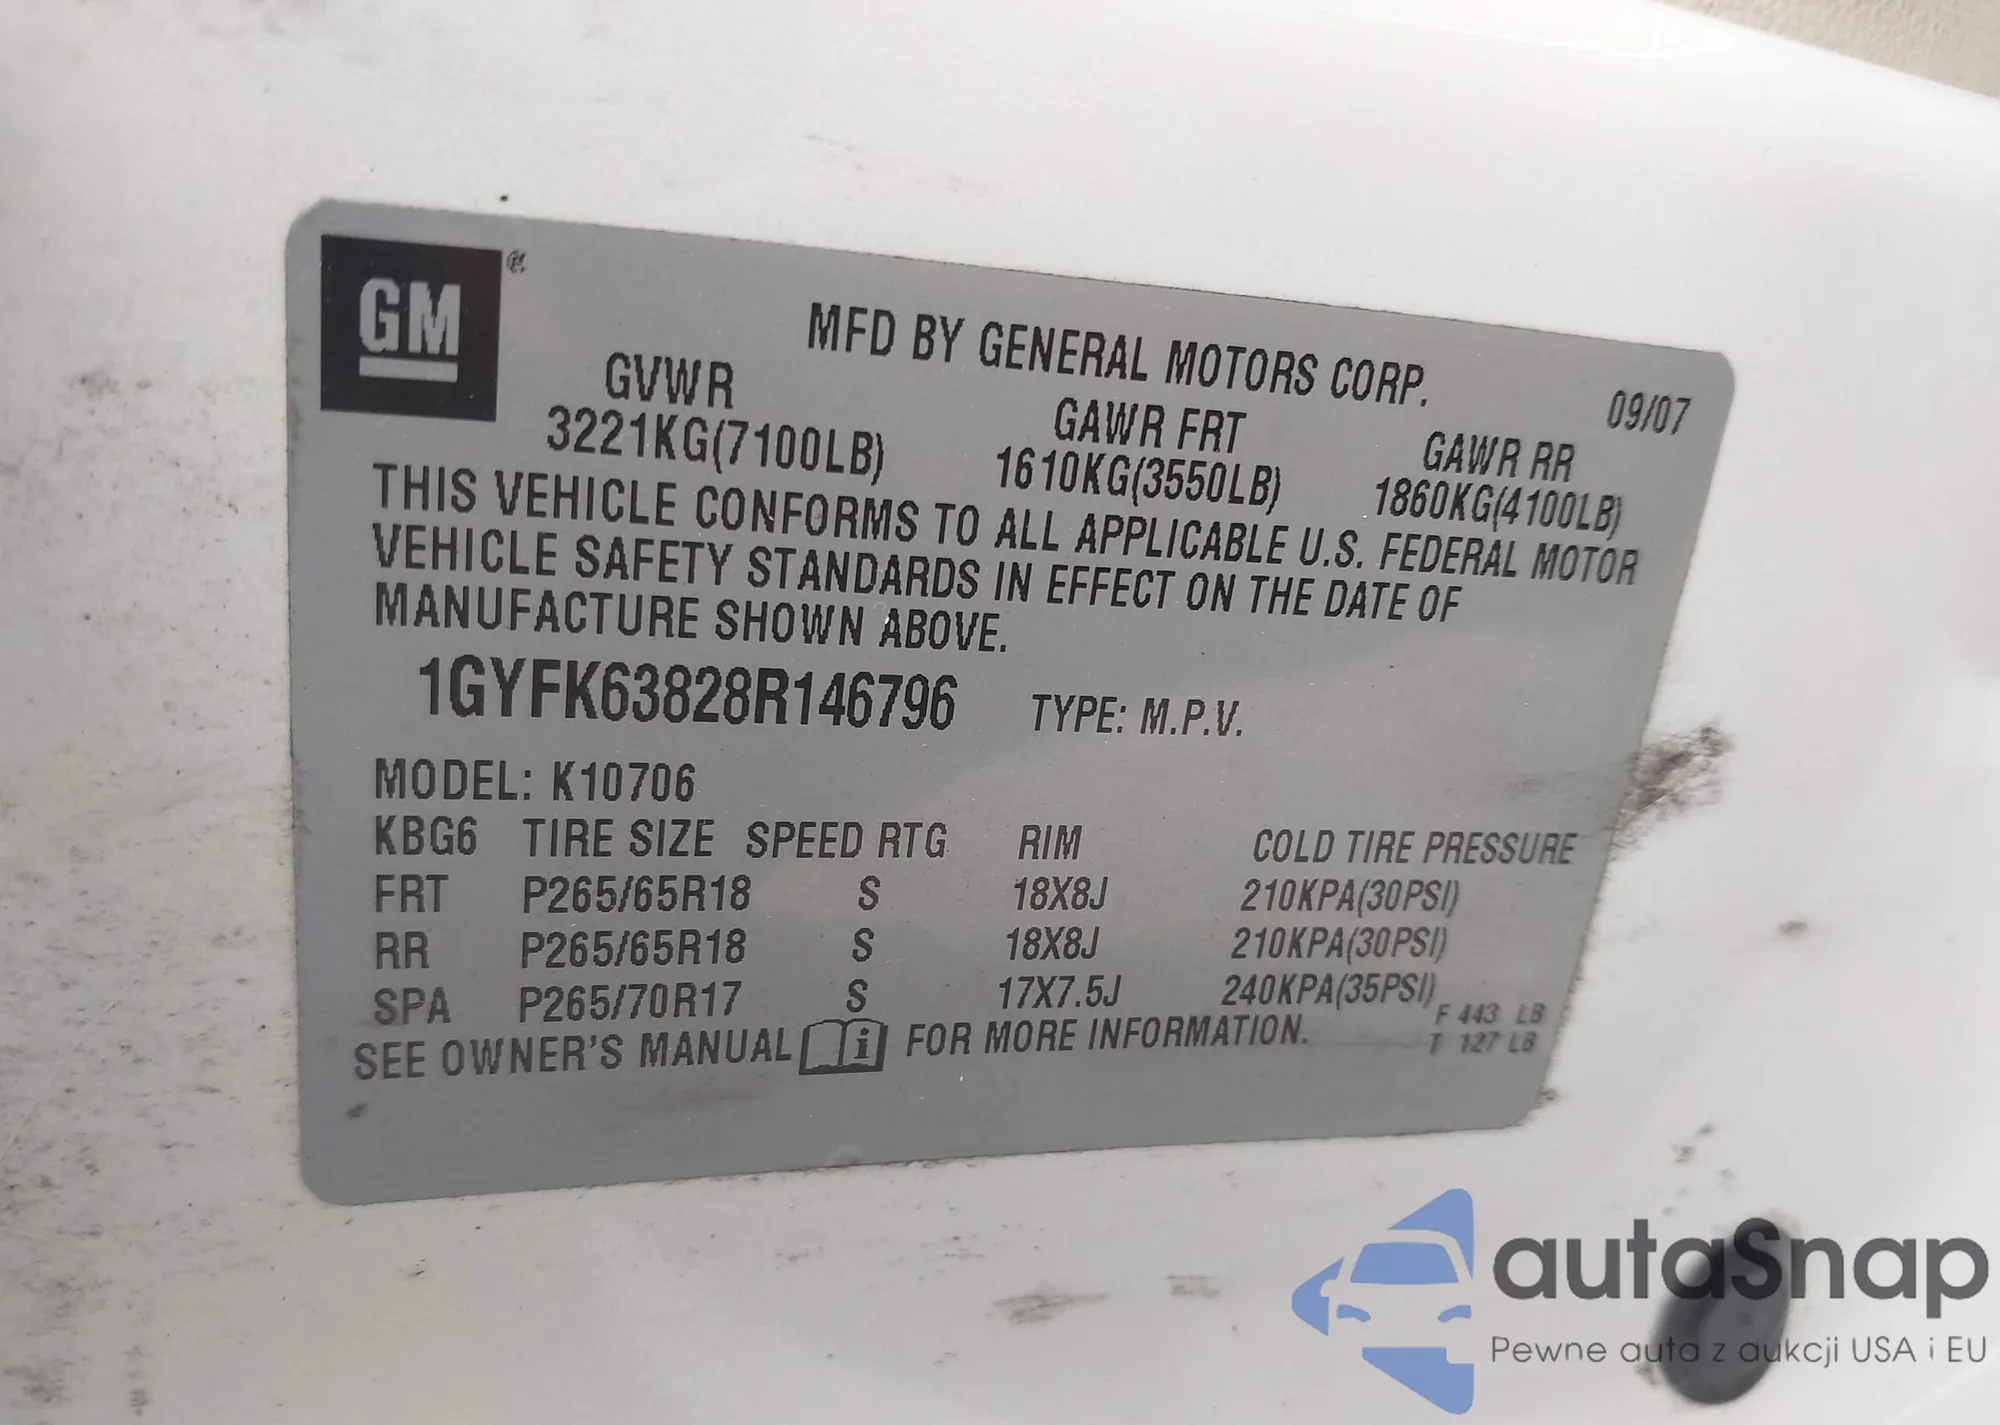 GM ®
MFD BY GENERAL MOTORS CORP.
09/07
GVWR GAWR FRT GAWR RR
3221KG(7100LB) 1610KG(3550LB) 1860KG(4100LB)
THIS VEHICLE CONFORMS TO ALL APPLICABLE U.S. FEDERAL MOTOR
VEHICLE SAFETY STANDARDS IN EFFECT ON THE DATE OF
MANUFACTURE SHOWN ABOVE.
1GYFK63828R146796 TYPE: M.P.V.
MODEL: K10706
KBG6 TIRE SIZE SPEED RTG RIM COLD TIRE PRESSURE
FRT P265/65R18 S 18X8J 210KPA(30PSI)
RR P265/65R18 S 18X8J 210KPA(30PSI)
SPA P265/70R17 S 17X7.5J 240KPA(35PSI)
F 443 LB
T 127 LB
SEE OWNER'S MANUAL i FOR MORE INFORMATION.
autaSnap
Pewne auta z aukcji USA i EU